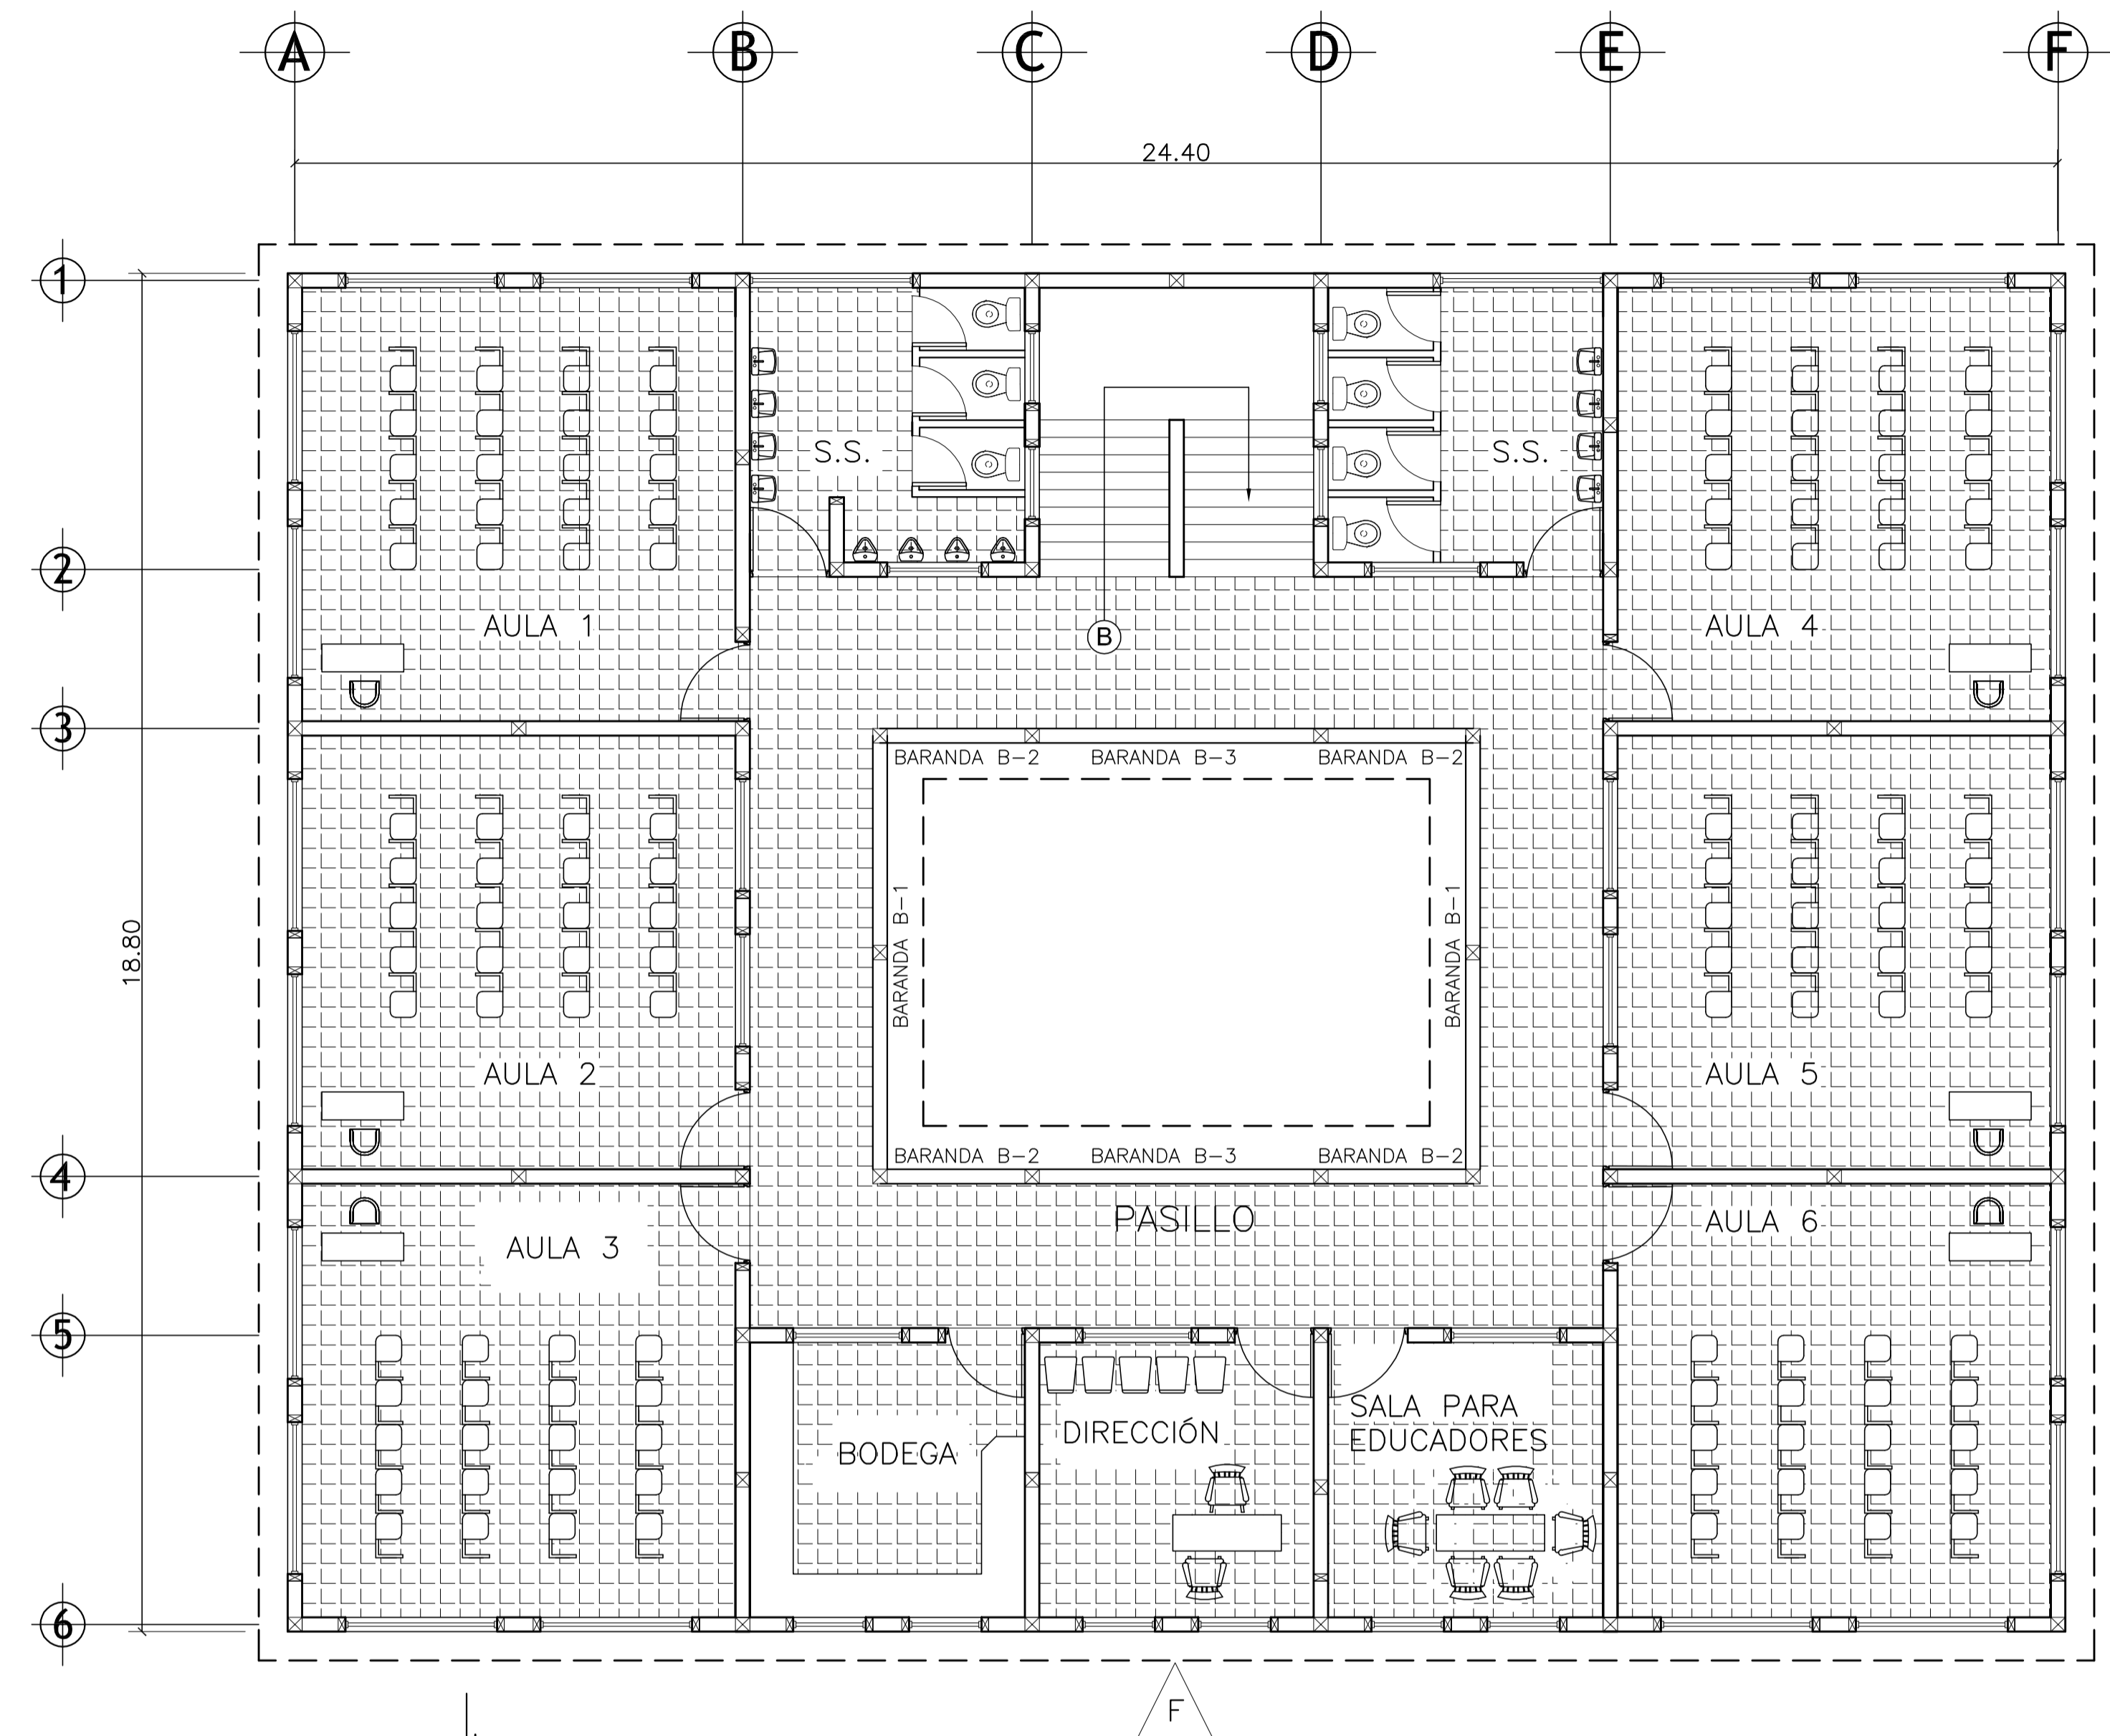 A B C D E F
24.40
1
S.S. S.S.
2
AULA 1 AULA 4
B
3
BARANDA B-2 BARANDA B-3 BARANDA B-2
18.80
BARANDA B-1 BARANDA B-1
AULA 2 AULA 5
BARANDA B-2 BARANDA B-3 BARANDA B-2
4
PASILLO
AULA 3 AULA 6
5
BODEGA
DIRECCIÓN
SALA PARA
EDUCADORES
6
F